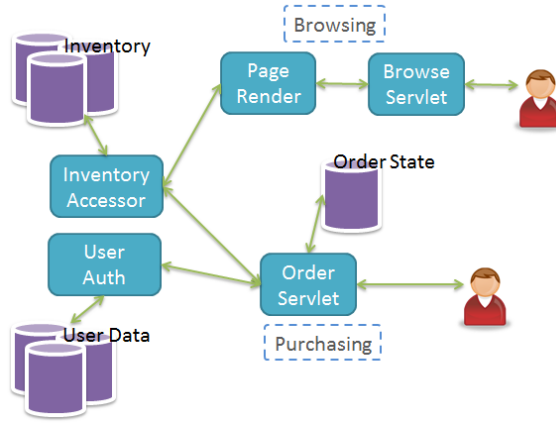 Browsing
Inventory
Page
Render
Browse
Servlet
Inventory
Accessor
Order State
User
Auth
Order
Servlet
User Data
Purchasing